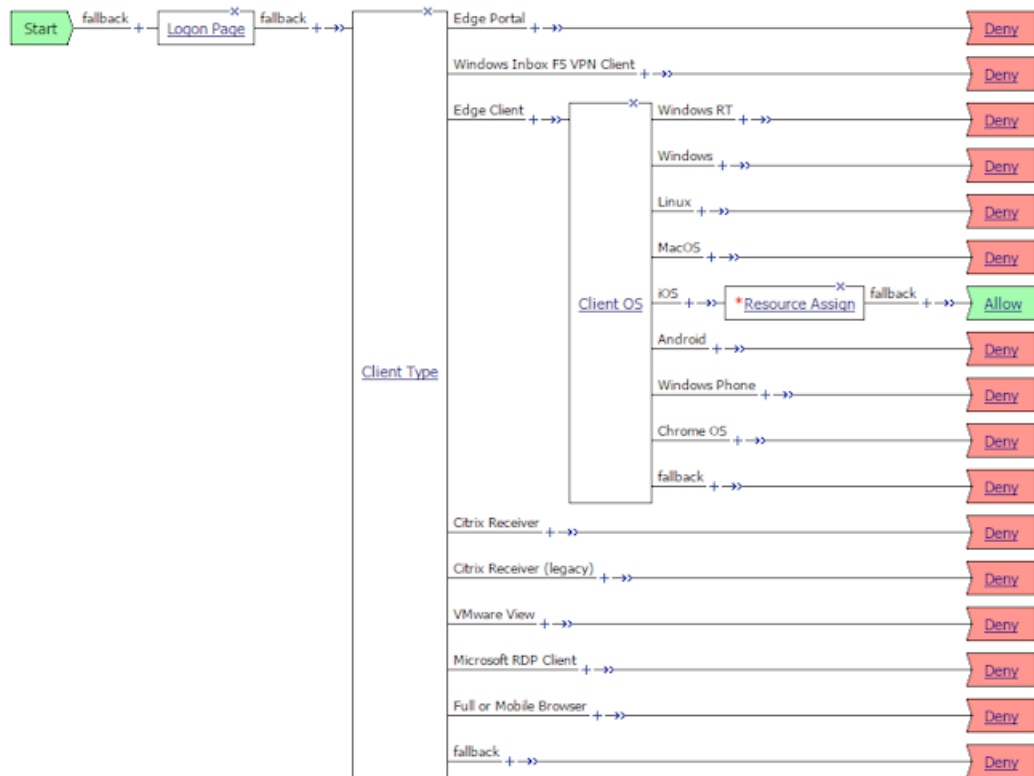 Start
fallback
Logon Page
fallback
Client Type
Edge Portal
Deny
Windows Inbox F5 VPN Client
Deny
Edge Client
Client OS
Windows RT
Deny
Windows
Deny
Linux
Deny
MacOS
Deny
iOS
*Resource Assign
fallback
Allow
Android
Deny
Windows Phone
Deny
Chrome OS
Deny
fallback
Deny
Citrix Receiver
Deny
Citrix Receiver (legacy)
Deny
VMware View
Deny
Microsoft RDP Client
Deny
Full or Mobile Browser
Deny
fallback
Deny